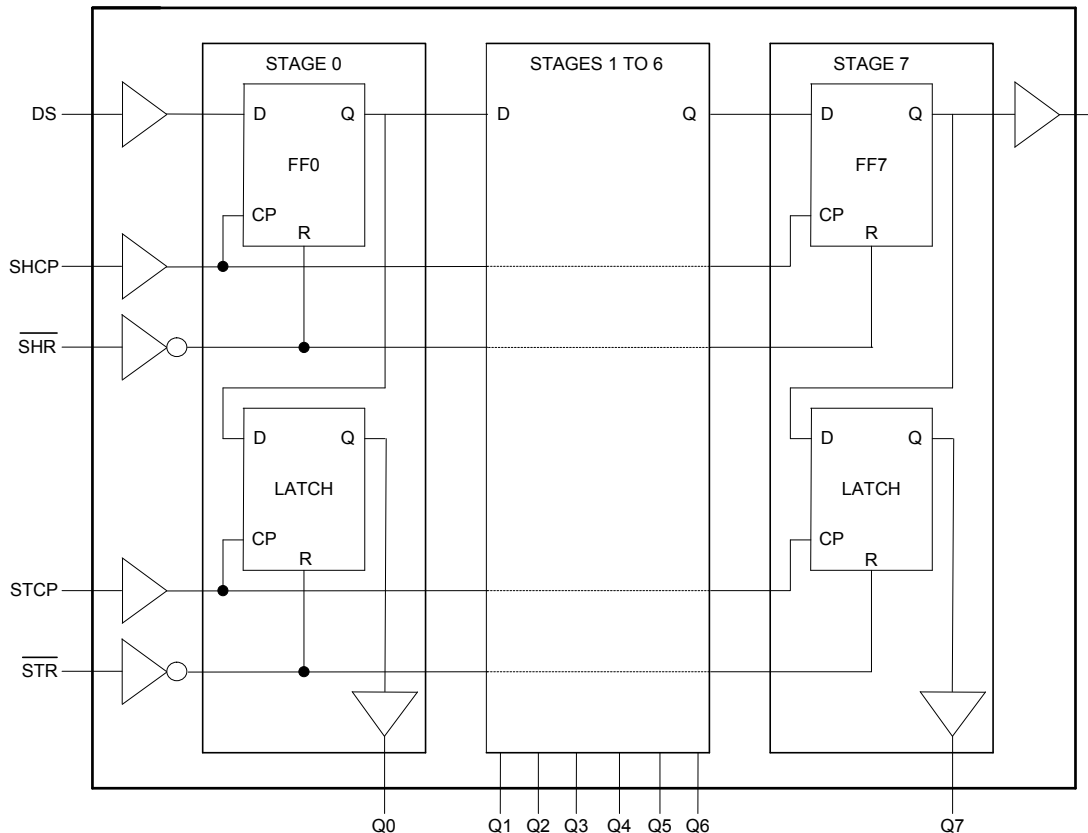 STAGE 0
STAGES 1 TO 6
STAGE 7
DS
D Q
D Q
D Q
FF0
FF7
CP
CP
R
R
SHCP
SHR
D Q
D Q
LATCH
LATCH
CP
CP
R
R
STCP
STR
Q0 Q1 Q2 Q3 Q4 Q5 Q6 Q7